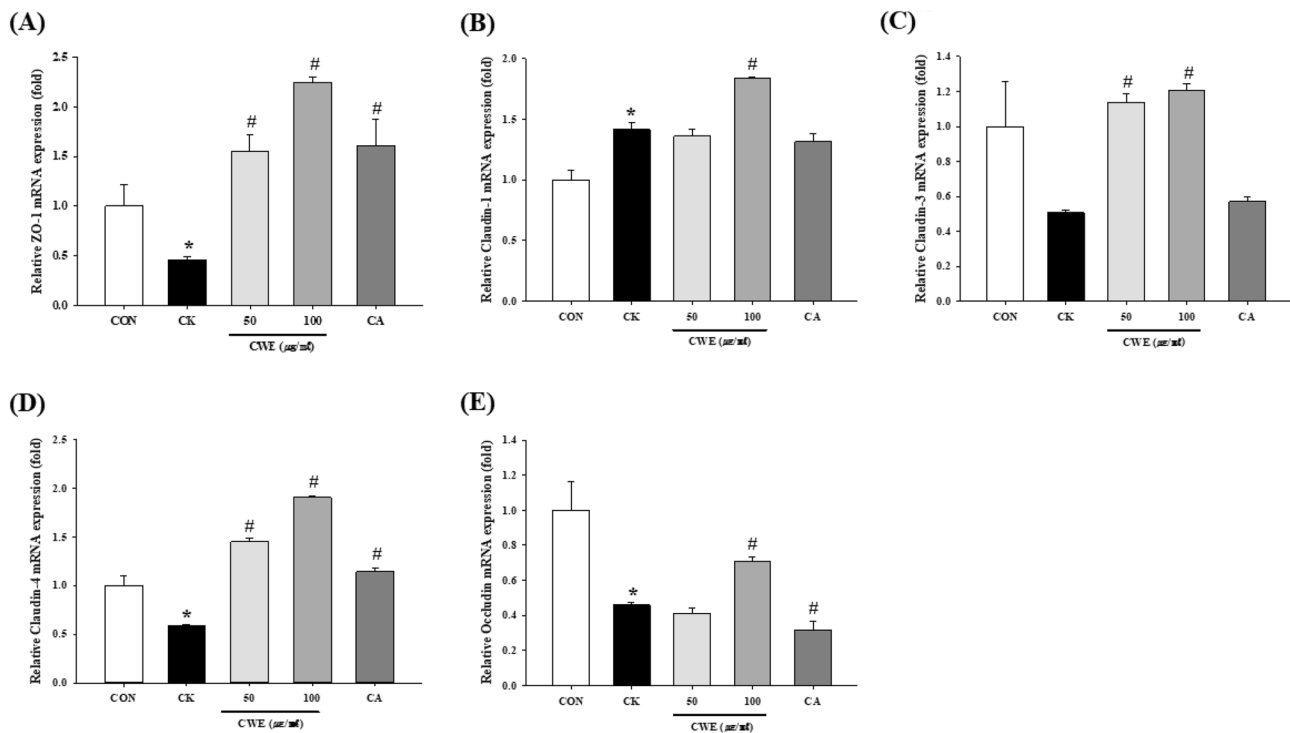 (A)
Relative ZO-1 mRNA expression (fold)
2.5
2.0
1.5
1.0
0.5
0.0
*
#
#
#
CON CK 50 100 CA
CWE (㎍/㎖)
(B)
Relative Claudin-1 mRNA expression (fold)
2.0
1.5
1.0
0.5
0.0
*
#
CON CK 50 100 CA
CWE (㎍/㎖)
(C)
Relative Claudin-3 mRNA expression (fold)
1.4
1.2
1.0
0.8
0.6
0.4
0.2
0.0
#
#
CON CK 50 100 CA
CWE (㎍/㎖)
(D)
Relative Claudin-4 mRNA expression (fold)
2.5
2.0
1.5
1.0
0.5
0.0
*
#
#
#
CON CK 50 100 CA
CWE (㎍/㎖)
(E)
Relative Occludin mRNA expression (fold)
1.4
1.2
1.0
0.8
0.6
0.4
0.2
0.0
*
#
#
CON CK 50 100 CA
CWE (㎍/㎖)